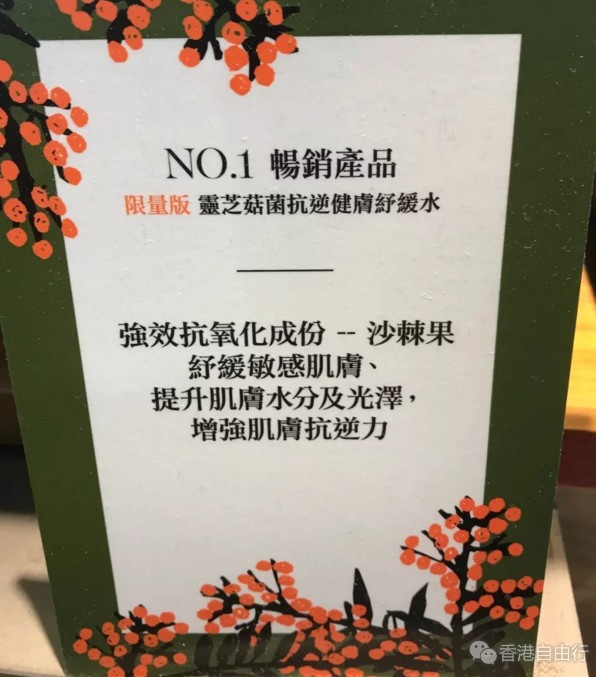 NO.1 暢銷產品
限量版 靈芝菇菌抗逆健膚紓緩水
強效抗氧化成份 -- 沙棘果
紓緩敏感肌膚、
提升肌膚水分及光澤，
增強肌膚抗逆力
香港自由行